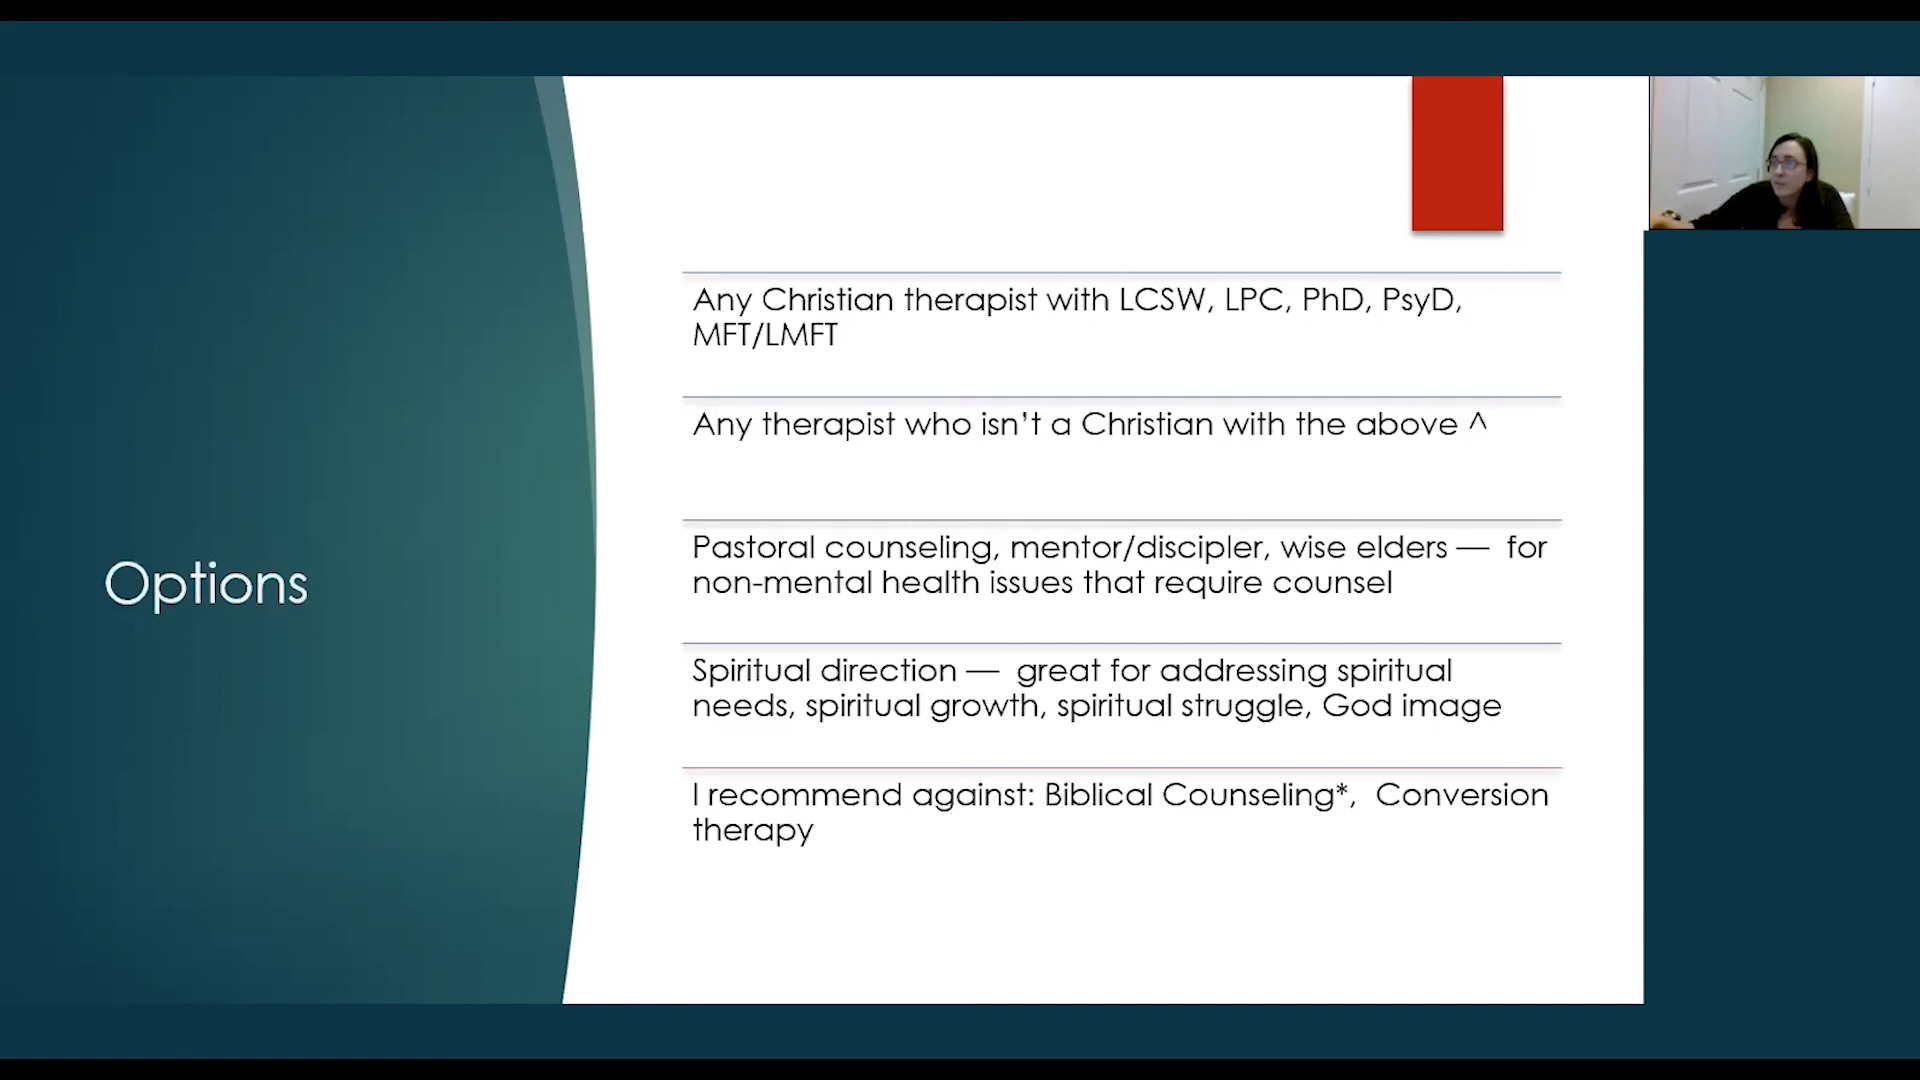 Options
Any Christian therapist with LCSW, LPC, PhD, PsyD,
MFT/LMFT
Any therapist who isn’t a Christian with the above ^
Pastoral counseling, mentor/discipler, wise elders — for
non-mental health issues that require counsel
Spiritual direction — great for addressing spiritual
needs, spiritual growth, spiritual struggle, God image
I recommend against: Biblical Counseling*, Conversion
therapy